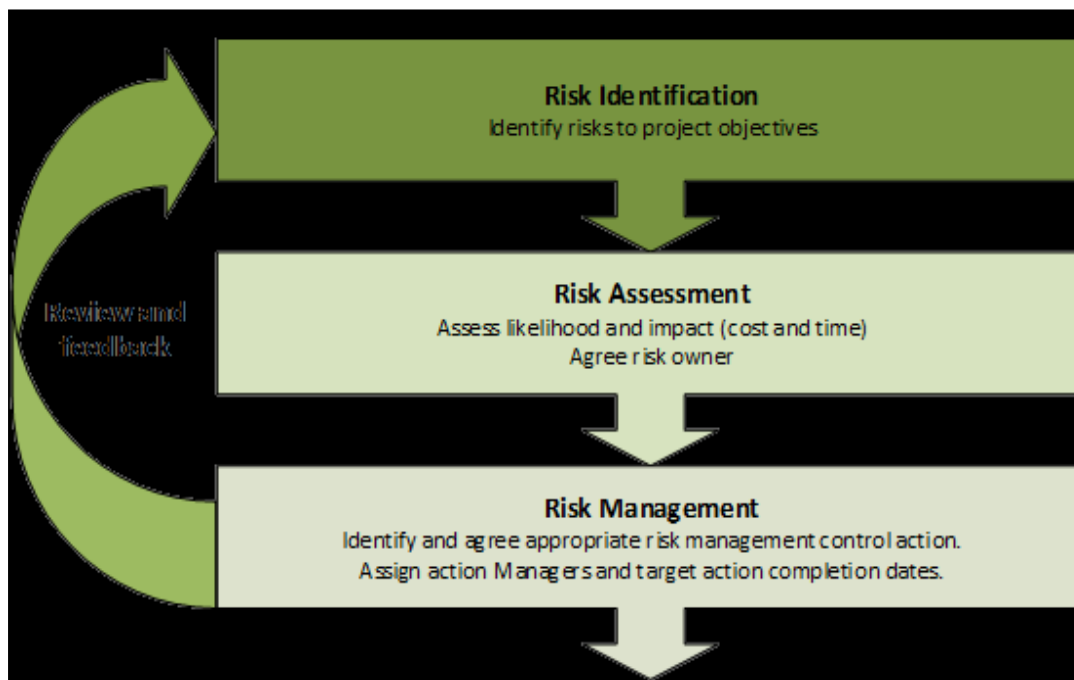 Risk Identification
Identify risks to project objectives
Risk Assessment
Assess likelihood and impact (cost and time)
Agree risk owner
Review and
feedback
Risk Management
Identify and agree appropriate risk management control action.
Assign action Managers and target action completion dates.